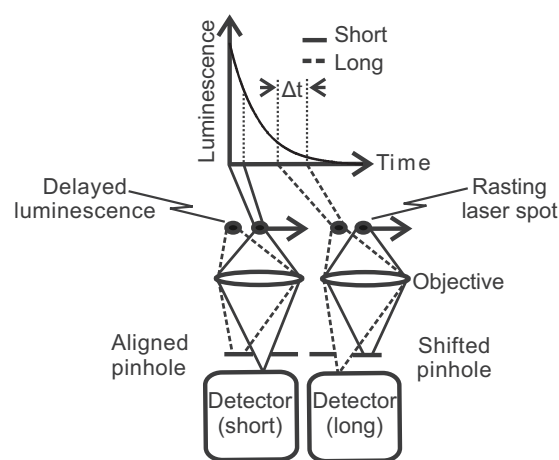 Short
Long
Luminescence
Δt
Time
Delayed
luminescence
Rasting
laser spot
Objective
Aligned
pinhole
Shifted
pinhole
Detector
(short)
Detector
(long)